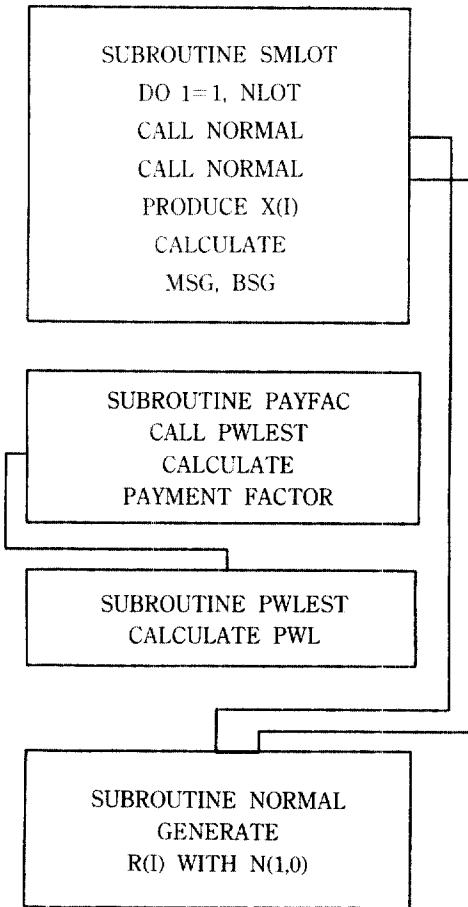 SUBROUTINE SMLOT
DO 1=1, NLOT
CALL NORMAL
CALL NORMAL
PRODUCE X(I)
CALCULATE
MSG, BSG
SUBROUTINE PAYFAC
CALL PWLEST
CALCULATE
PAYMENT FACTOR
SUBROUTINE PWLEST
CALCULATE PWL
SUBROUTINE NORMAL
GENERATE
R(I) WITH N(1,0)